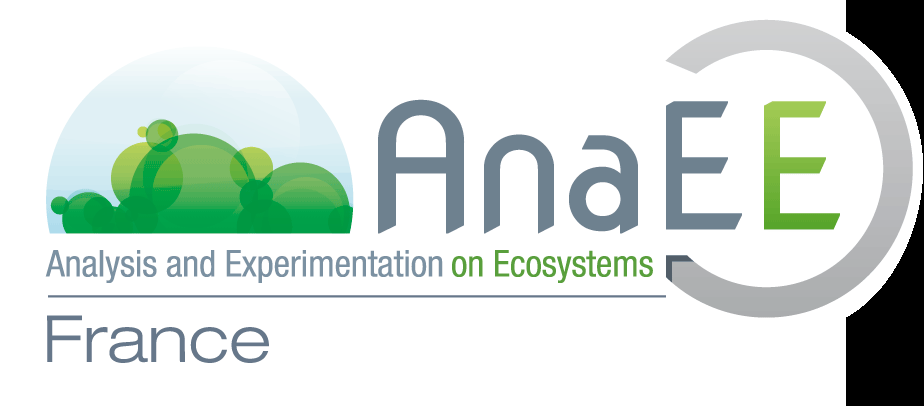 AnaEE
Analysis and Experimentation on Ecosystems
France